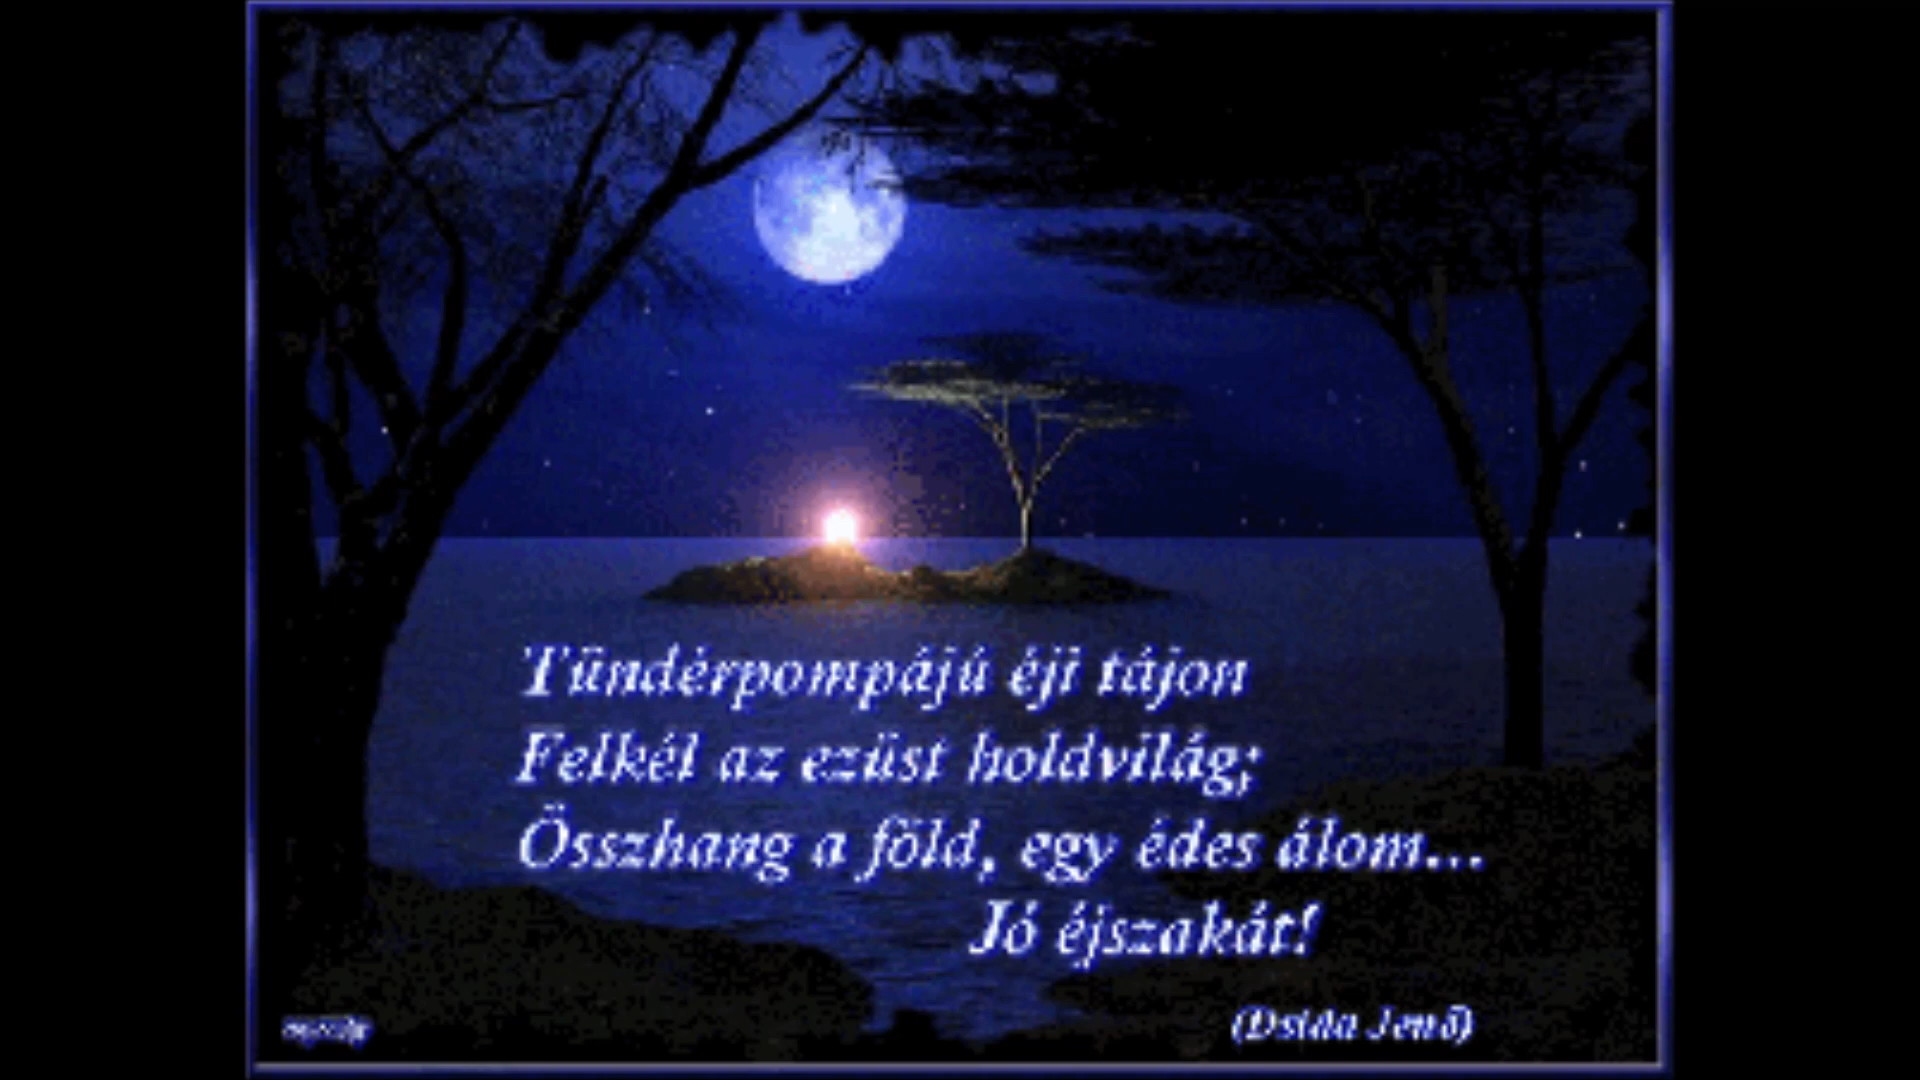 Tündérpompájú éji tájon
Felkél az ezüst holdvilág;
Összhang a föld, egy édes álom...
Jó éjszakát!
(Dsida Jenő)